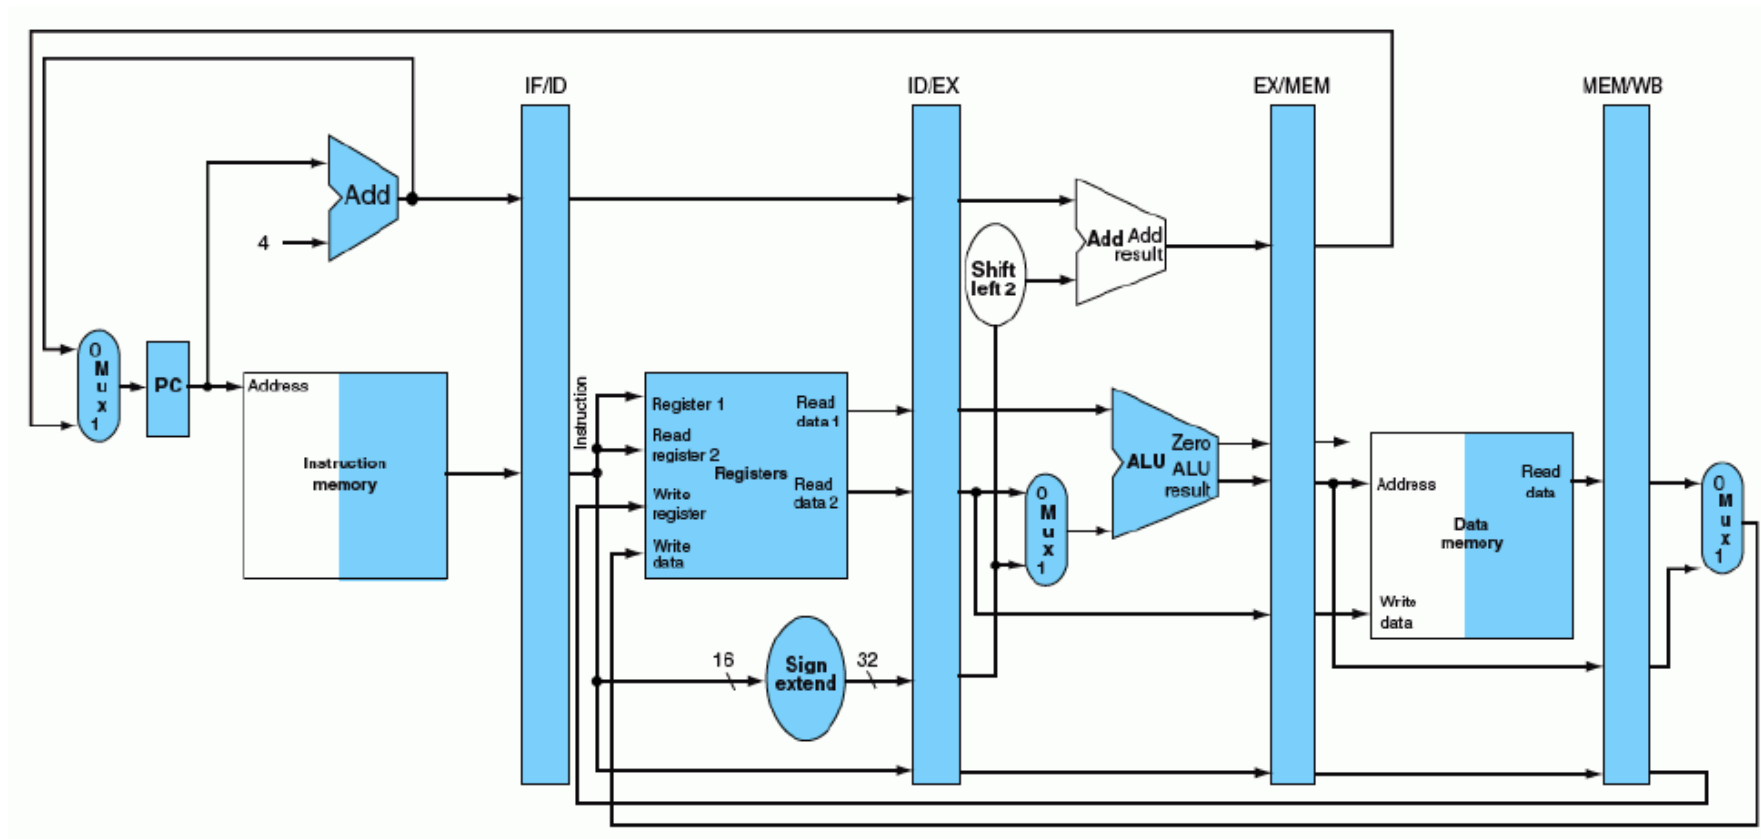 IF/ID
ID/EX
EX/MEM
MEM/WB
Add
4
Shift
left 2
Add Add
result
0
M
u
x
1
PC
Address
Instruction
memory
Instruction
Register 1
Read
register 2
Registers
Write
register
Write
data
Read
data 1
Read
data 2
16
Sign
extend
32
0
M
u
x
1
ALU
Zero
ALU
result
Address
Read
data
Data
memory
Write
data
0
M
u
x
1